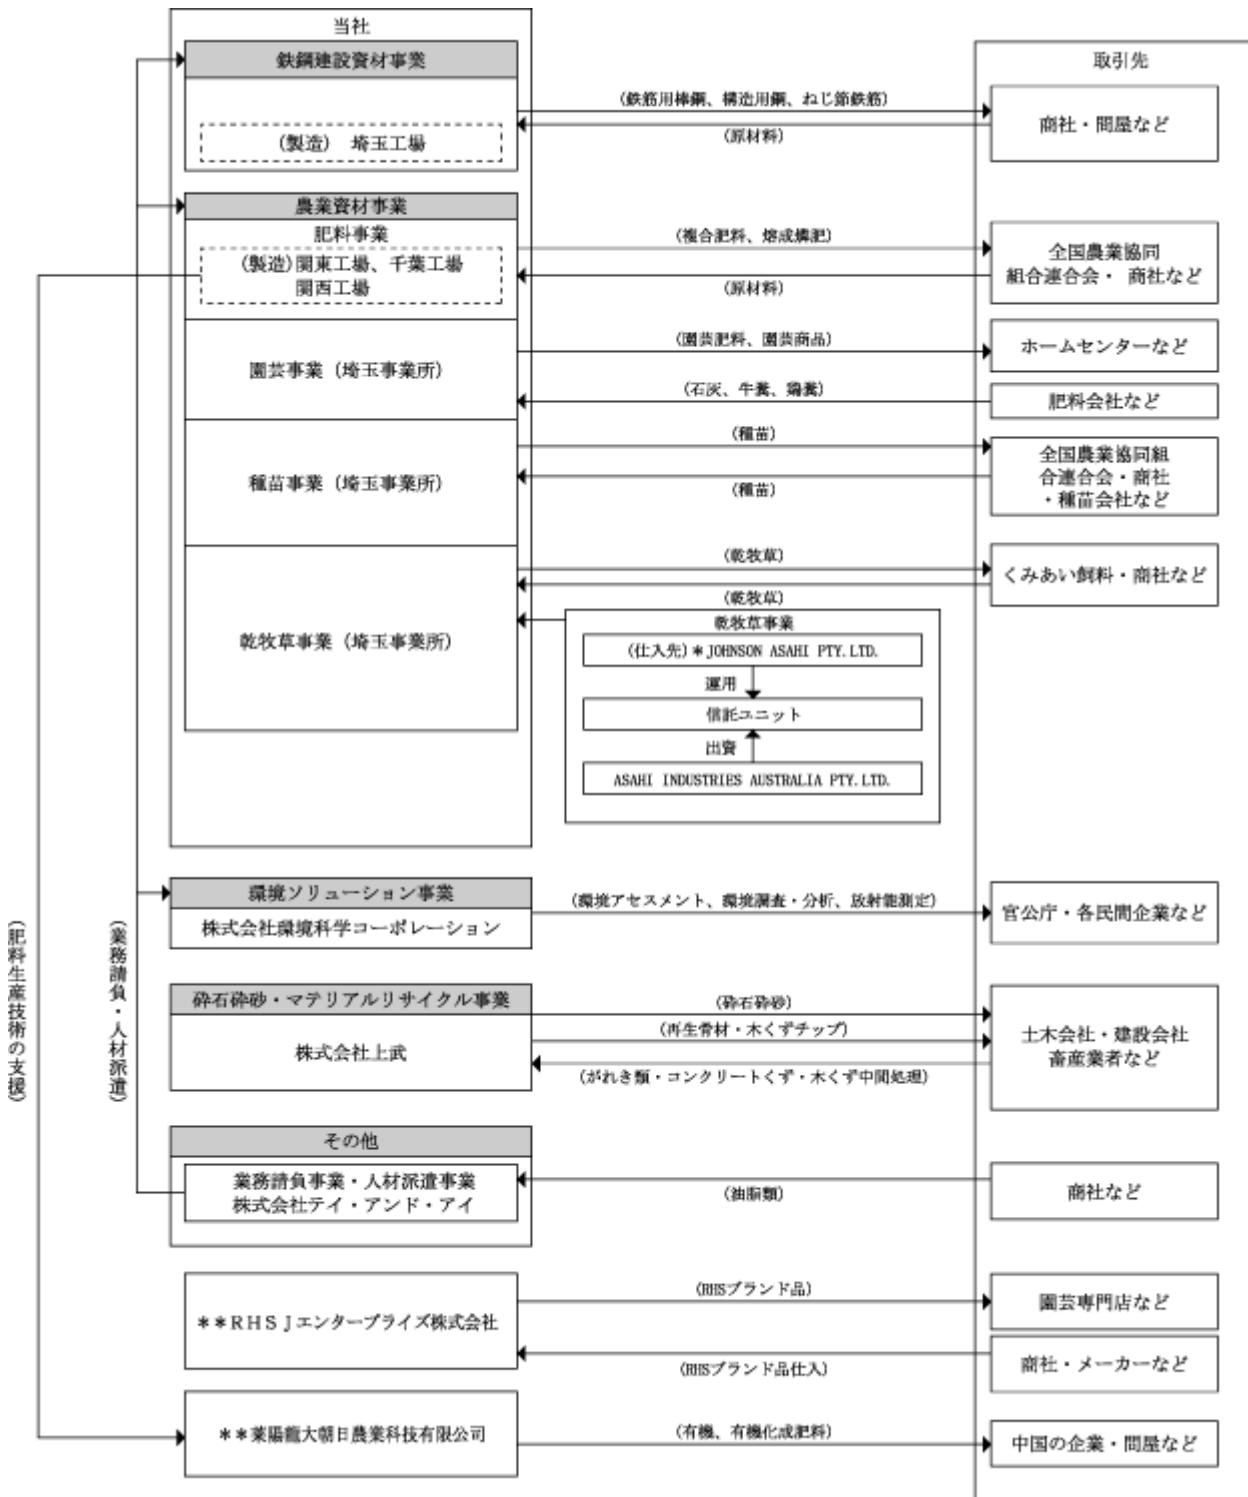 当社
鉄鋼建設資材事業
(製造)　埼玉工場
取引先
(鉄筋用棒鋼、構造用鋼、ねじ節鉄筋)
(原材料)
商社・問屋など
農業資材事業
肥料事業
(製造)関東工場、千葉工場
関西工場
(複合肥料、熔成燐肥)
(原材料)
全国農業協同
組合連合会・ 商社など
園芸事業 (埼玉事業所)
(園芸肥料、園芸商品)
ホームセンターなど
(石灰、牛糞、鶏糞)
肥料会社など
種苗事業 (埼玉事業所)
(種苗)
(種苗)
全国農業協同組
合連合会・商社
・種苗会社など
乾牧草事業 (埼玉事業所)
(乾牧草)
(乾牧草)
くみあい飼料・商社など
乾牧草事業
(仕入先)＊JOHNSON ASAHI PTY.LTD.
運用
信託ユニット
出資
ASAHI INDUSTRIES AUSTRALIA PTY.LTD.
環境ソリューション事業
株式会社環境科学コーポレーション
(環境アセスメント、環境調査・分析、放射能測定)
官公庁・各民間企業など
(肥料生産技術の支援)
(業務請負・人材派遣)
砕石砕砂・マテリアルリサイクル事業
株式会社上武
(砕石砕砂)
(再生骨材・木くずチップ)
(がれき類・コンクリートくず・木くず中間処理)
土木会社・建設会社
畜産業者など
その他
業務請負事業・人材派遣事業
株式会社テイ・アンド・アイ
(油脂類)
商社など
＊＊ＲＨＳＪエンタープライズ株式会社
(RHSブランド品)
園芸専門店など
(RHSブランド品仕入)
商社・メーカーなど
＊＊莱陽龍大朝日農業科技有限公司
(有機、有機化成肥料)
中国の企業・問屋など